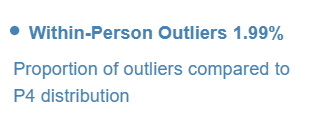 • Within-Person Outliers 1.99%
Proportion of outliers compared to
P4 distribution